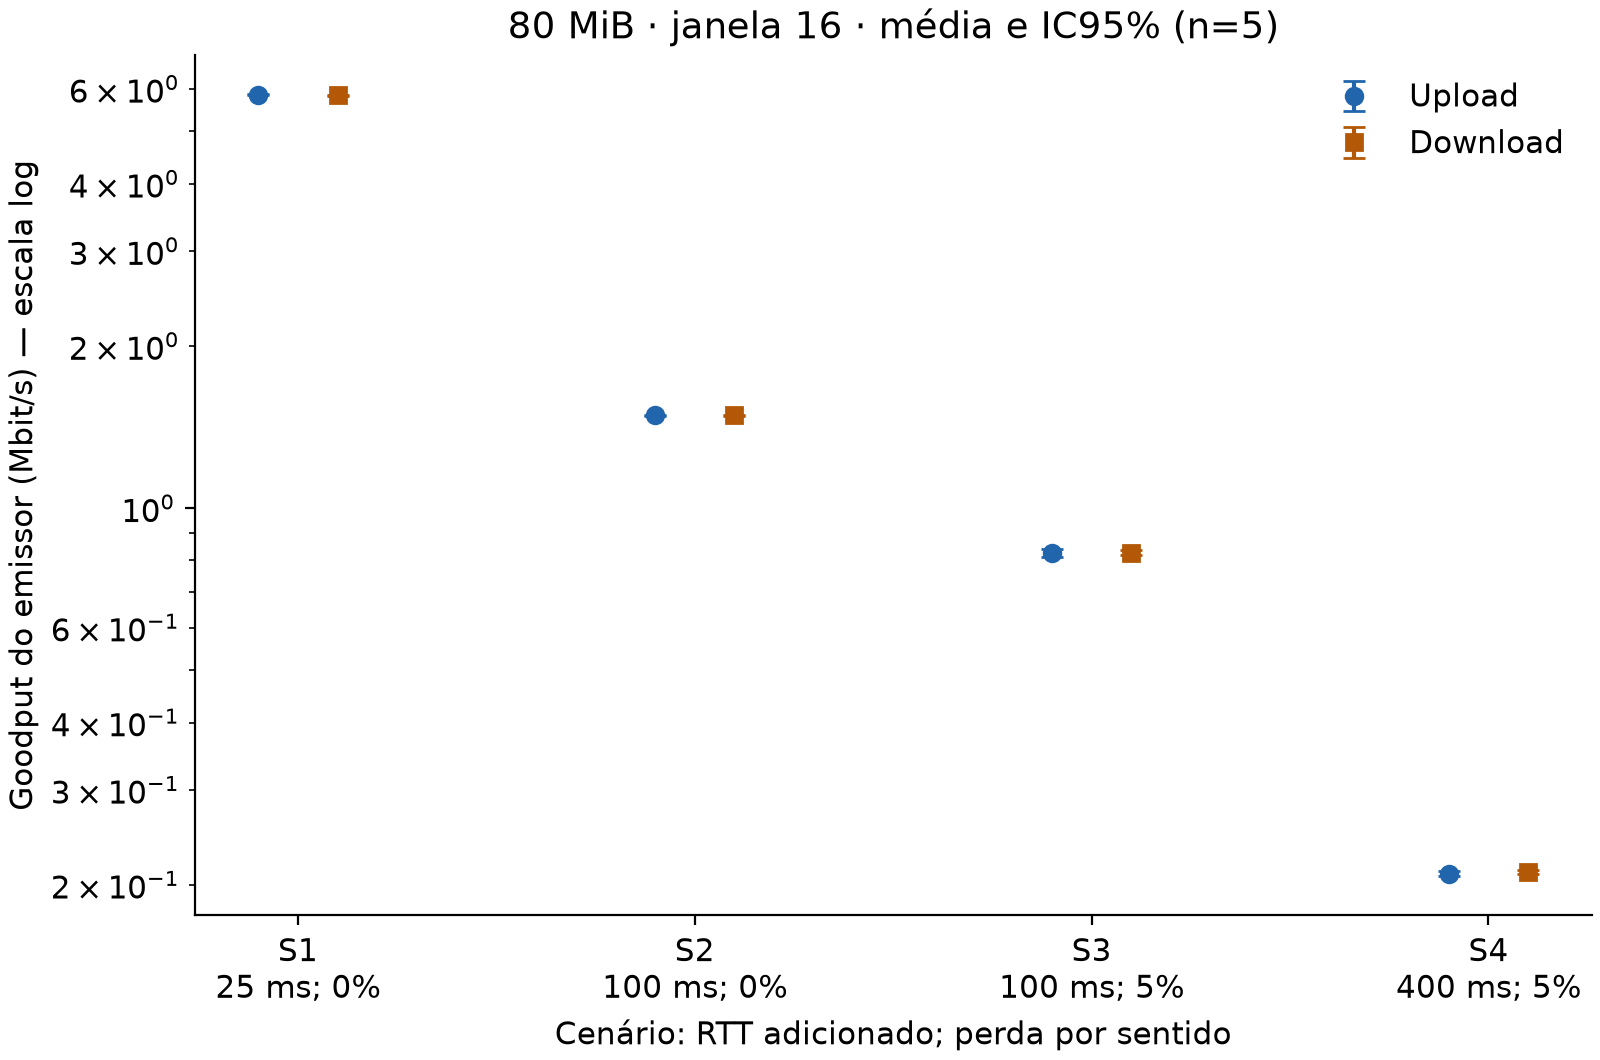 80 MiB · janela 16 · média e IC95% (n=5)
Upload
Download
Goodput do emissor (Mbit/s) — escala log
6 × 10⁰
4 × 10⁰
3 × 10⁰
2 × 10⁰
10⁰
6 × 10⁻¹
4 × 10⁻¹
3 × 10⁻¹
2 × 10⁻¹
S1
25 ms; 0%
S2
100 ms; 0%
S3
100 ms; 5%
S4
400 ms; 5%
Cenário: RTT adicionado; perda por sentido